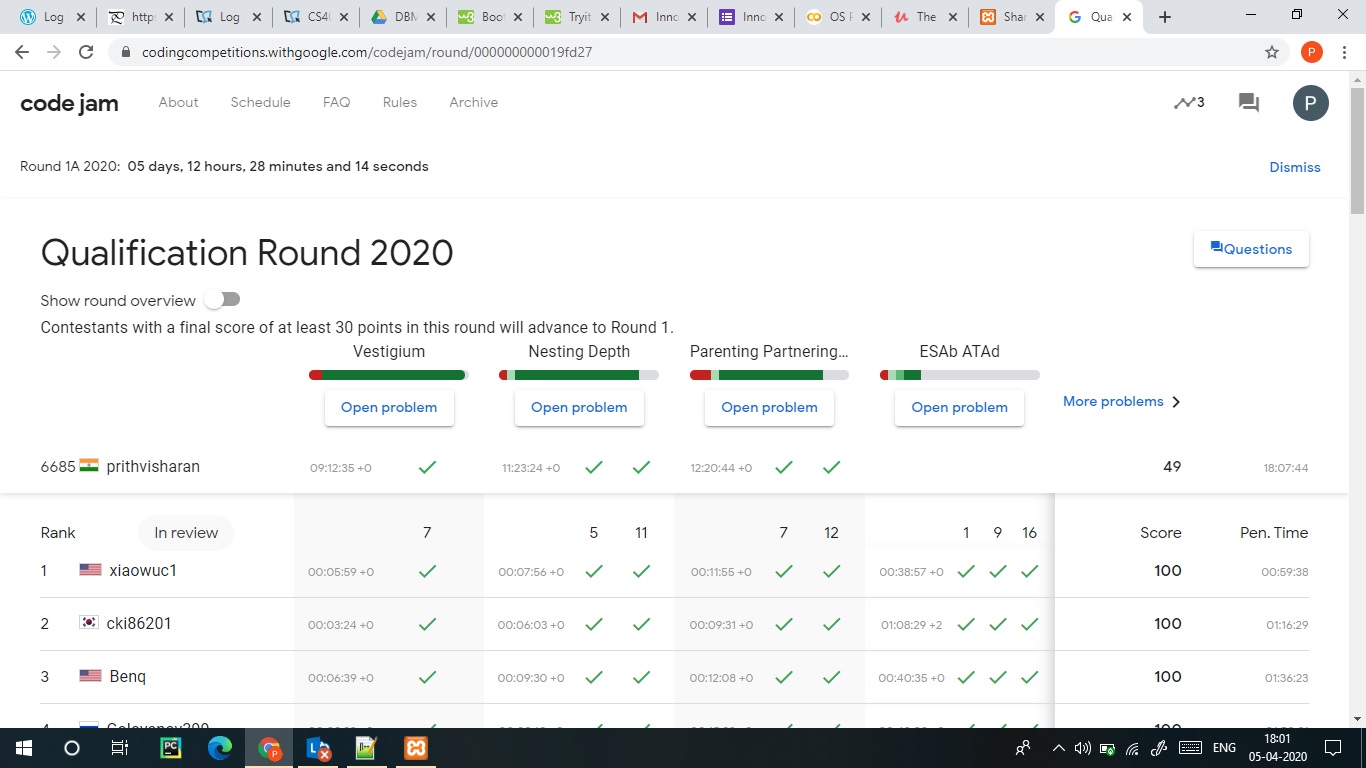 Log
https
Log
CS4
DBM
Boot
Tryit
Inno
Inno
OS F
The
Shar
Qua
codingcompetitions.withgoogle.com/codejam/round/000000000019fd27
P
code jam About Schedule FAQ Rules Archive 3 P
Round 1A 2020: 05 days, 12 hours, 28 minutes and 14 seconds Dismiss
Qualification Round 2020 Questions
Show round overview
Contestants with a final score of at least 30 points in this round will advance to Round 1.
Vestigium Nesting Depth Parenting Partnering... ESAb ATAd
Open problem Open problem Open problem Open problem More problems
6685 prithvisharan 09:12:35 +0 11:23:24 +0 12:20:44 +0 49 18:07:44
Rank In review 7 5 11 7 12 1 9 16 Score Pen. Time
1 xiaowuc1 00:05:59 +0 00:07:56 +0 00:11:55 +0 00:38:57 +0 100 00:59:38
2 cki86201 00:03:24 +0 00:06:03 +0 00:09:31 +0 01:08:29 +2 100 01:16:29
3 Benq 00:06:39 +0 00:09:30 +0 00:12:08 +0 00:40:35 +0 100 01:36:23
ENG
18:01
05-04-2020